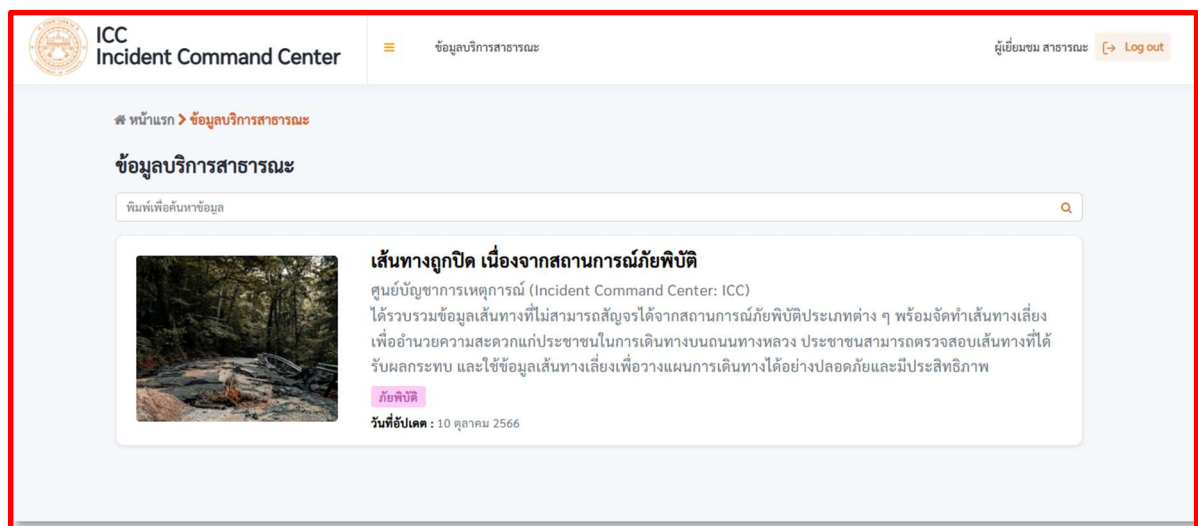 ICC
Incident Command Center
ข้อมูลบริการสาธารณะ
ผู้เยี่ยมชม สาธารณะ
Log out
หน้าแรก > ข้อมูลบริการสาธารณะ
ข้อมูลบริการสาธารณะ
พิมพ์เพื่อค้นหาข้อมูล
เส้นทางถูกปิด เนื่องจากสถานการณ์ภัยพิบัติ
ศูนย์บัญชาการเหตุการณ์ (Incident Command Center: ICC)
ได้รวบรวมข้อมูลเส้นทางที่ไม่สามารถสัญจรได้จากสถานการณ์ภัยพิบัติประเภทต่าง ๆ พร้อมจัดทำเส้นทางเลี่ยง
เพื่ออำนวยความสะดวกแก่ประชาชนในการเดินทางบนถนนทางหลวง ประชาชนสามารถตรวจสอบเส้นทางที่ได้
รับผลกระทบ และใช้ข้อมูลเส้นทางเลี่ยงเพื่อวางแผนการเดินทางได้อย่างปลอดภัยและมีประสิทธิภาพ
ภัยพิบัติ
วันที่อัปเดต : 10 ตุลาคม 2566